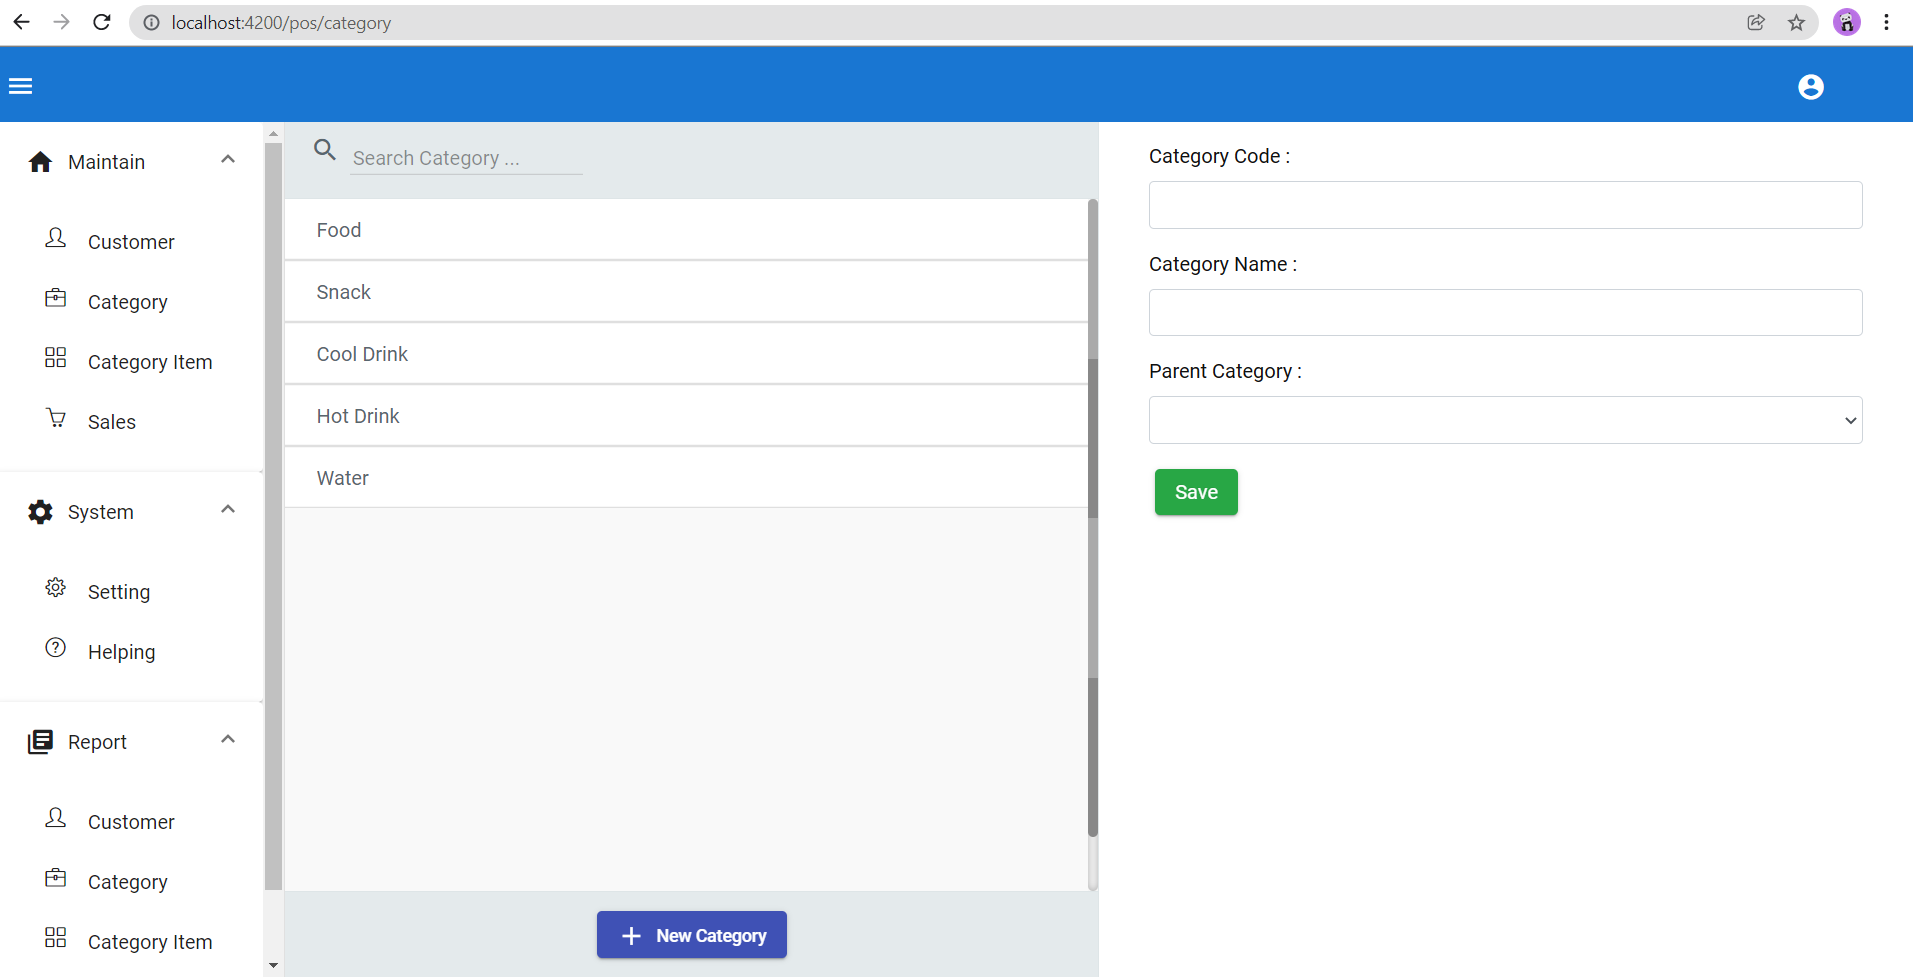 localhost:4200/pos/category
Maintain
Customer
Category
Category Item
Sales
System
Setting
Helping
Report
Customer
Category
Category Item
Search Category ...
Food
Snack
Cool Drink
Hot Drink
Water
New Category
Category Code :
Category Name :
Parent Category :
Save